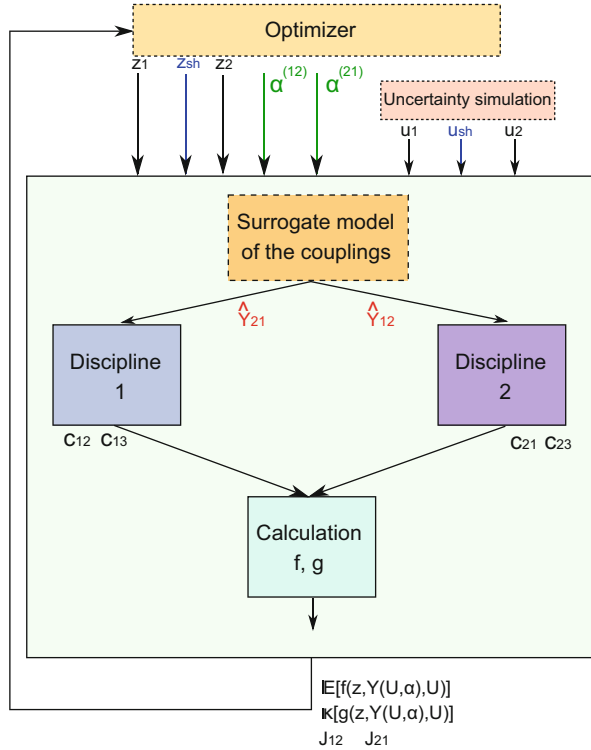 Optimizer
z1 zsh z2 α(12) α(21)
Uncertainty simulation
u1 ush u2
Surrogate model
of the couplings
Ŷ21 Ŷ12
Discipline
1
Discipline
2
c12 c13
c21 c23
Calculation
f, g
𝔼[f(z,Y(U,α),U)]
𝕂[g(z,Y(U,α),U)]
J12 J21